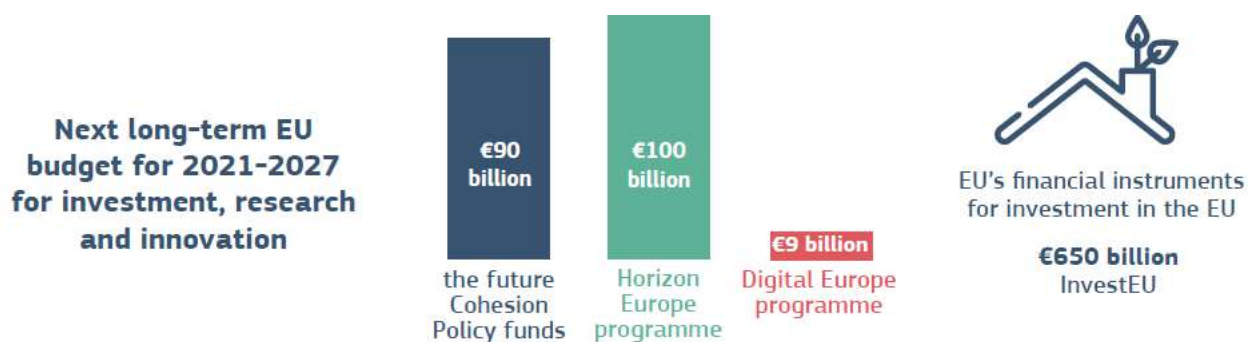 Next long-term EU
budget for 2021-2027
for investment, research
and innovation
€90
billion
the future
Cohesion
Policy funds
€100
billion
Horizon
Europe
programme
€9 billion
Digital Europe
programme
EU's financial instruments
for investment in the EU
€650 billion
InvestEU